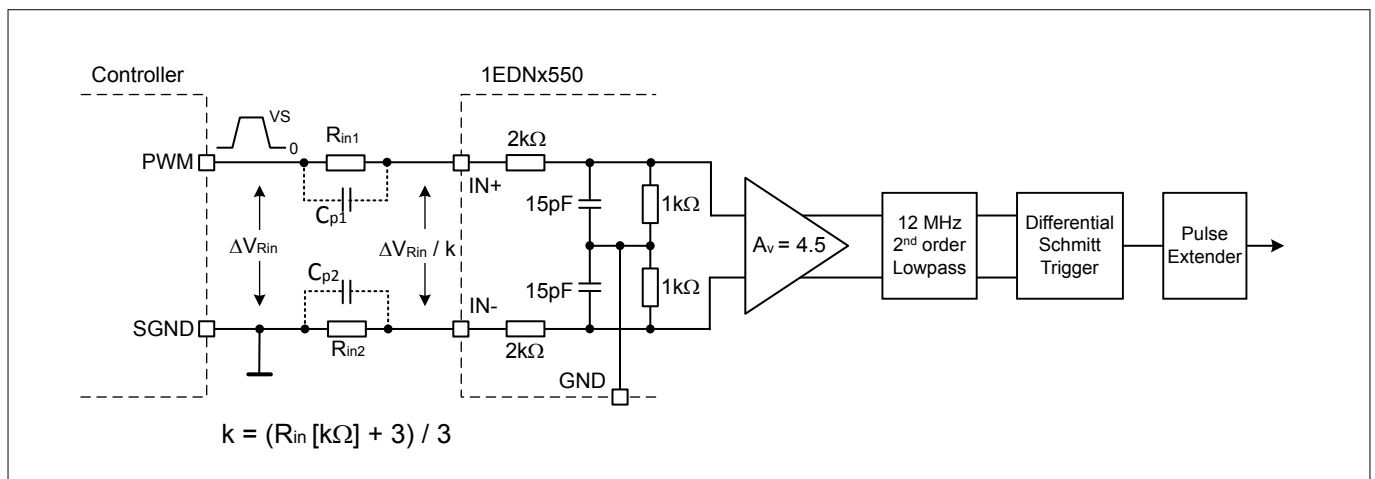 Controller
1EDNx550
VS
0
PWM
Rin1
Cp1
IN+
2kΩ
15pF
1kΩ
ΔVRin
ΔVRin / k
Av = 4.5
12 MHz
2nd order
Lowpass
Differential
Schmitt
Trigger
Pulse
Extender
Cp2
15pF
1kΩ
SGND
Rin2
IN-
2kΩ
GND
k = (Rin [kΩ] + 3) / 3